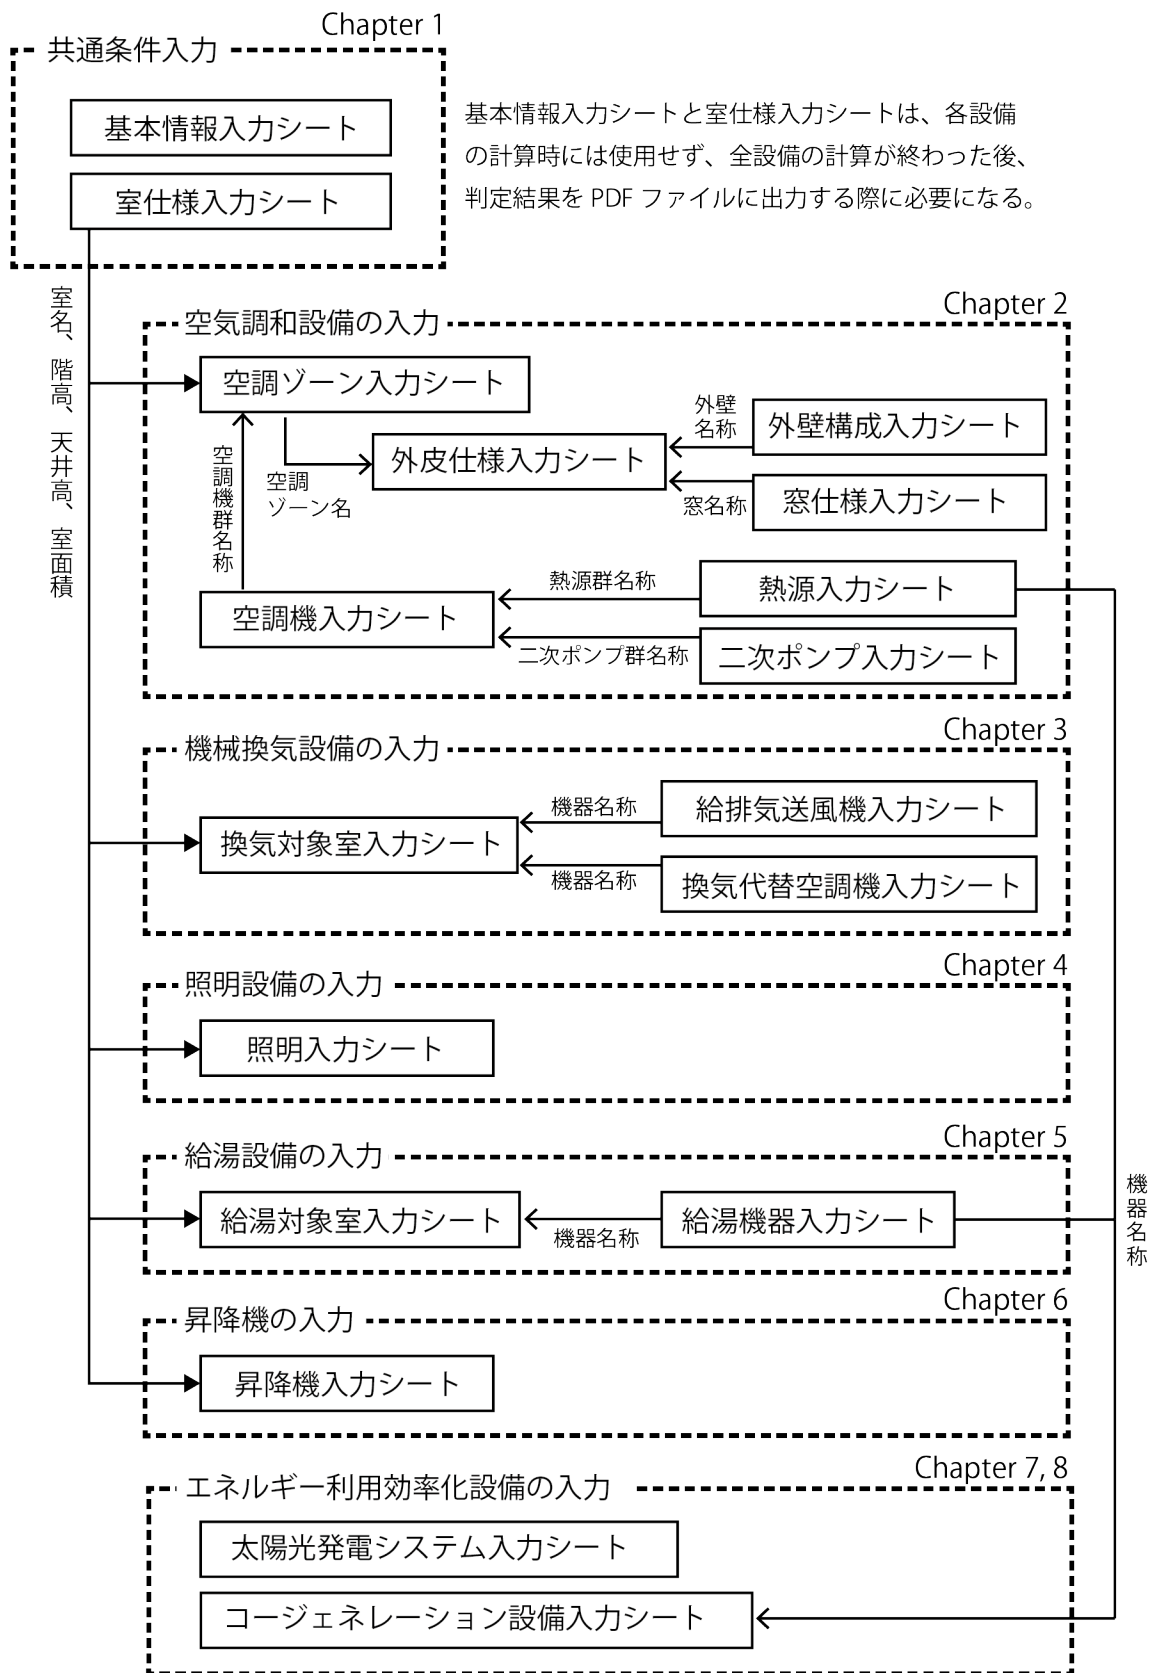 Chapter 1
共通条件入力
基本情報入力シート
室仕様入力シート
基本情報入力シートと室仕様入力シートは、各設備
の計算時には使用せず、全設備の計算が終わった後、
判定結果を PDF ファイルに出力する際に必要になる。
室名、階高、天井高、室面積
Chapter 2
空気調和設備の入力
空調ゾーン入力シート
外皮仕様入力シート
外壁
名称
外壁構成入力シート
窓名称
窓仕様入力シート
空調機群名称
空調
ゾーン名
熱源群名称
熱源入力シート
空調機入力シート
二次ポンプ群名称
二次ポンプ入力シート
Chapter 3
機械換気設備の入力
機器名称
給排気送風機入力シート
換気対象室入力シート
機器名称
換気代替空調機入力シート
Chapter 4
照明設備の入力
照明入力シート
Chapter 5
給湯設備の入力
給湯対象室入力シート
機器名称
給湯機器入力シート
機器名称
Chapter 6
昇降機の入力
昇降機入力シート
Chapter 7, 8
エネルギー利用効率化設備の入力
太陽光発電システム入力シート
コージェネレーション設備入力シート